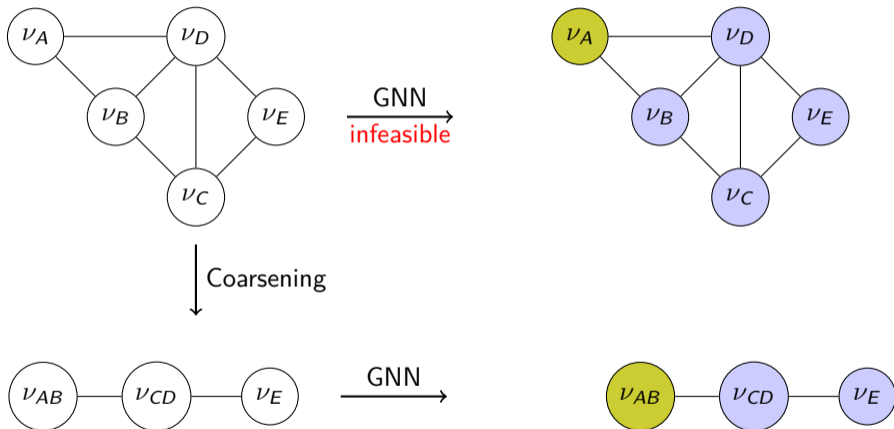 ν_A ν_D ν_A ν_D
GNN
ν_B ν_E ν_B ν_E
infeasible
ν_C ν_C
Coarsening
GNN
ν_AB ν_CD ν_E ν_AB ν_CD ν_E